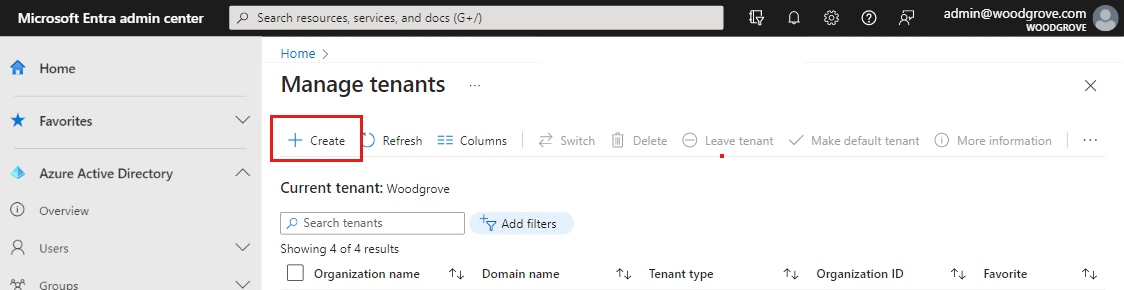 Microsoft Entra admin center
Search resources, services, and docs (G+/)
admin@woodgrove.com
WOODGROVE
Home
Favorites
Azure Active Directory
Overview
Users
Groups
Home
Manage tenants
Create Refresh Columns Switch Delete Leave tenant Make default tenant More information
Current tenant: Woodgrove
Search tenants Add filters
Showing 4 of 4 results
Organization name Domain name Tenant type Organization ID Favorite